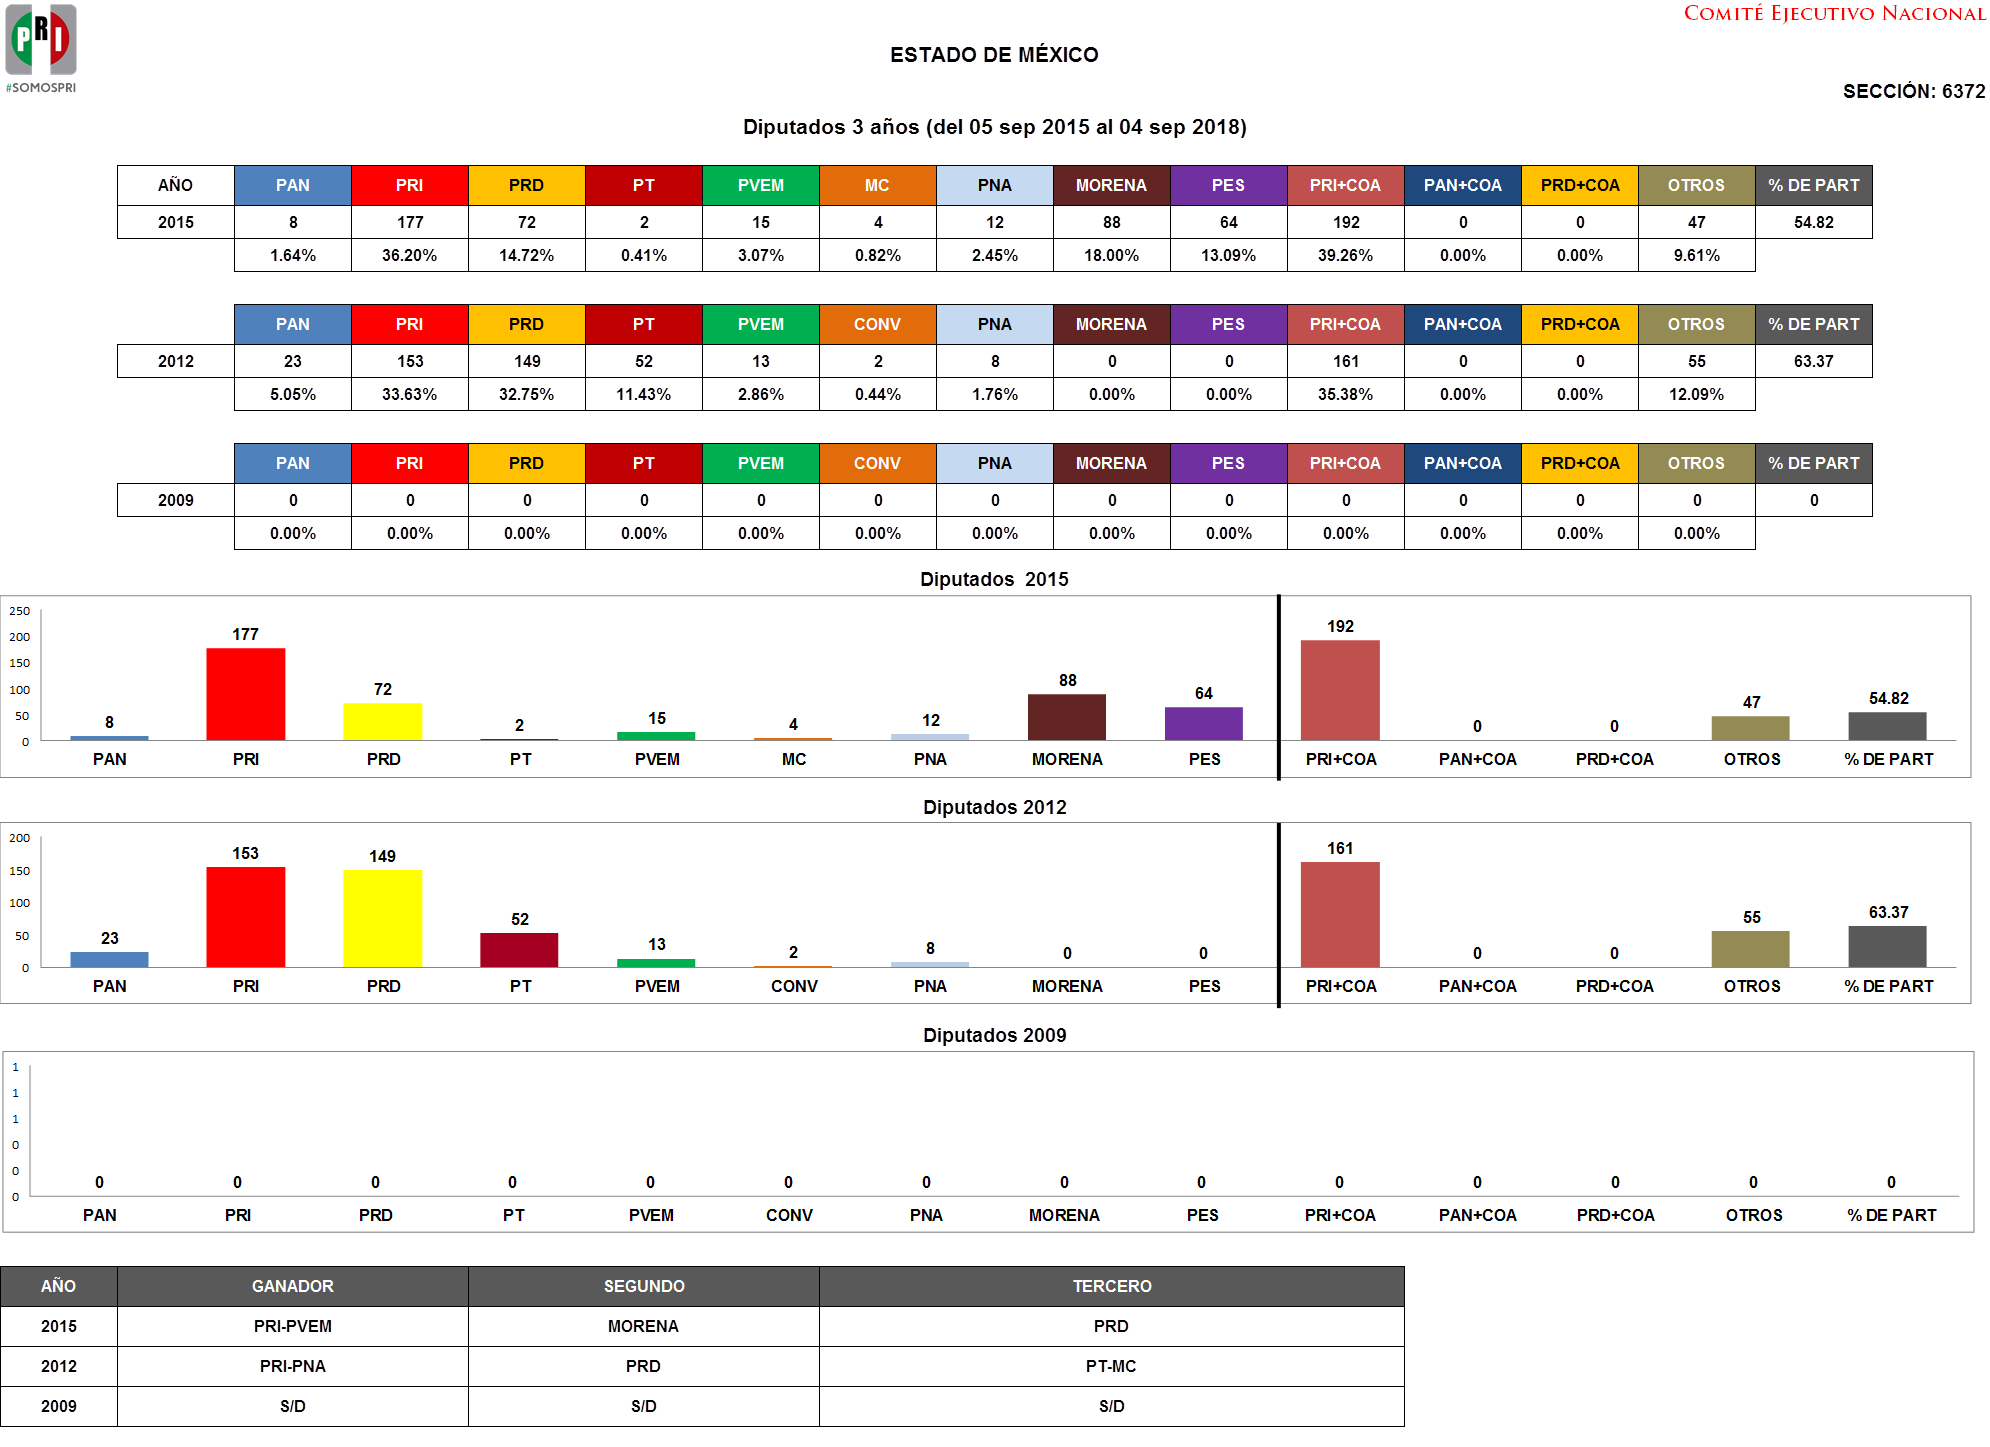 PRI
#SOMOSPRI
COMITÉ EJECUTIVO NACIONAL
ESTADO DE MÉXICO
SECCIÓN: 6372
Diputados 3 años (del 05 sep 2015 al 04 sep 2018)
AÑO PAN PRI PRD PT PVEM MC PNA MORENA PES PRI+COA PAN+COA PRD+COA OTROS % DE PART
2015 8 177 72 2 15 4 12 88 64 192 0 0 47 54.82
1.64% 36.20% 14.72% 0.41% 3.07% 0.82% 2.45% 18.00% 13.09% 39.26% 0.00% 0.00% 9.61%
PAN PRI PRD PT PVEM CONV PNA MORENA PES PRI+COA PAN+COA PRD+COA OTROS % DE PART
2012 23 153 149 52 13 2 8 0 0 161 0 0 55 63.37
5.05% 33.63% 32.75% 11.43% 2.86% 0.44% 1.76% 0.00% 0.00% 35.38% 0.00% 0.00% 12.09%
PAN PRI PRD PT PVEM CONV PNA MORENA PES PRI+COA PAN+COA PRD+COA OTROS % DE PART
2009 0 0 0 0 0 0 0 0 0 0 0 0 0 0
0.00% 0.00% 0.00% 0.00% 0.00% 0.00% 0.00% 0.00% 0.00% 0.00% 0.00% 0.00% 0.00%
Diputados 2015
250
200
150
100
50
0
8 177 72 2 15 4 12 88 64 192 0 0 47 54.82
PAN PRI PRD PT PVEM MC PNA MORENA PES PRI+COA PAN+COA PRD+COA OTROS % DE PART
Diputados 2012
200
150
100
50
0
23 153 149 52 13 2 8 0 0 161 0 0 55 63.37
PAN PRI PRD PT PVEM CONV PNA MORENA PES PRI+COA PAN+COA PRD+COA OTROS % DE PART
Diputados 2009
1
1
1
0
0
0
0 0 0 0 0 0 0 0 0 0 0 0 0 0
PAN PRI PRD PT PVEM CONV PNA MORENA PES PRI+COA PAN+COA PRD+COA OTROS % DE PART
AÑO GANADOR SEGUNDO TERCERO
2015 PRI-PVEM MORENA PRD
2012 PRI-PNA PRD PT-MC
2009 S/D S/D S/D